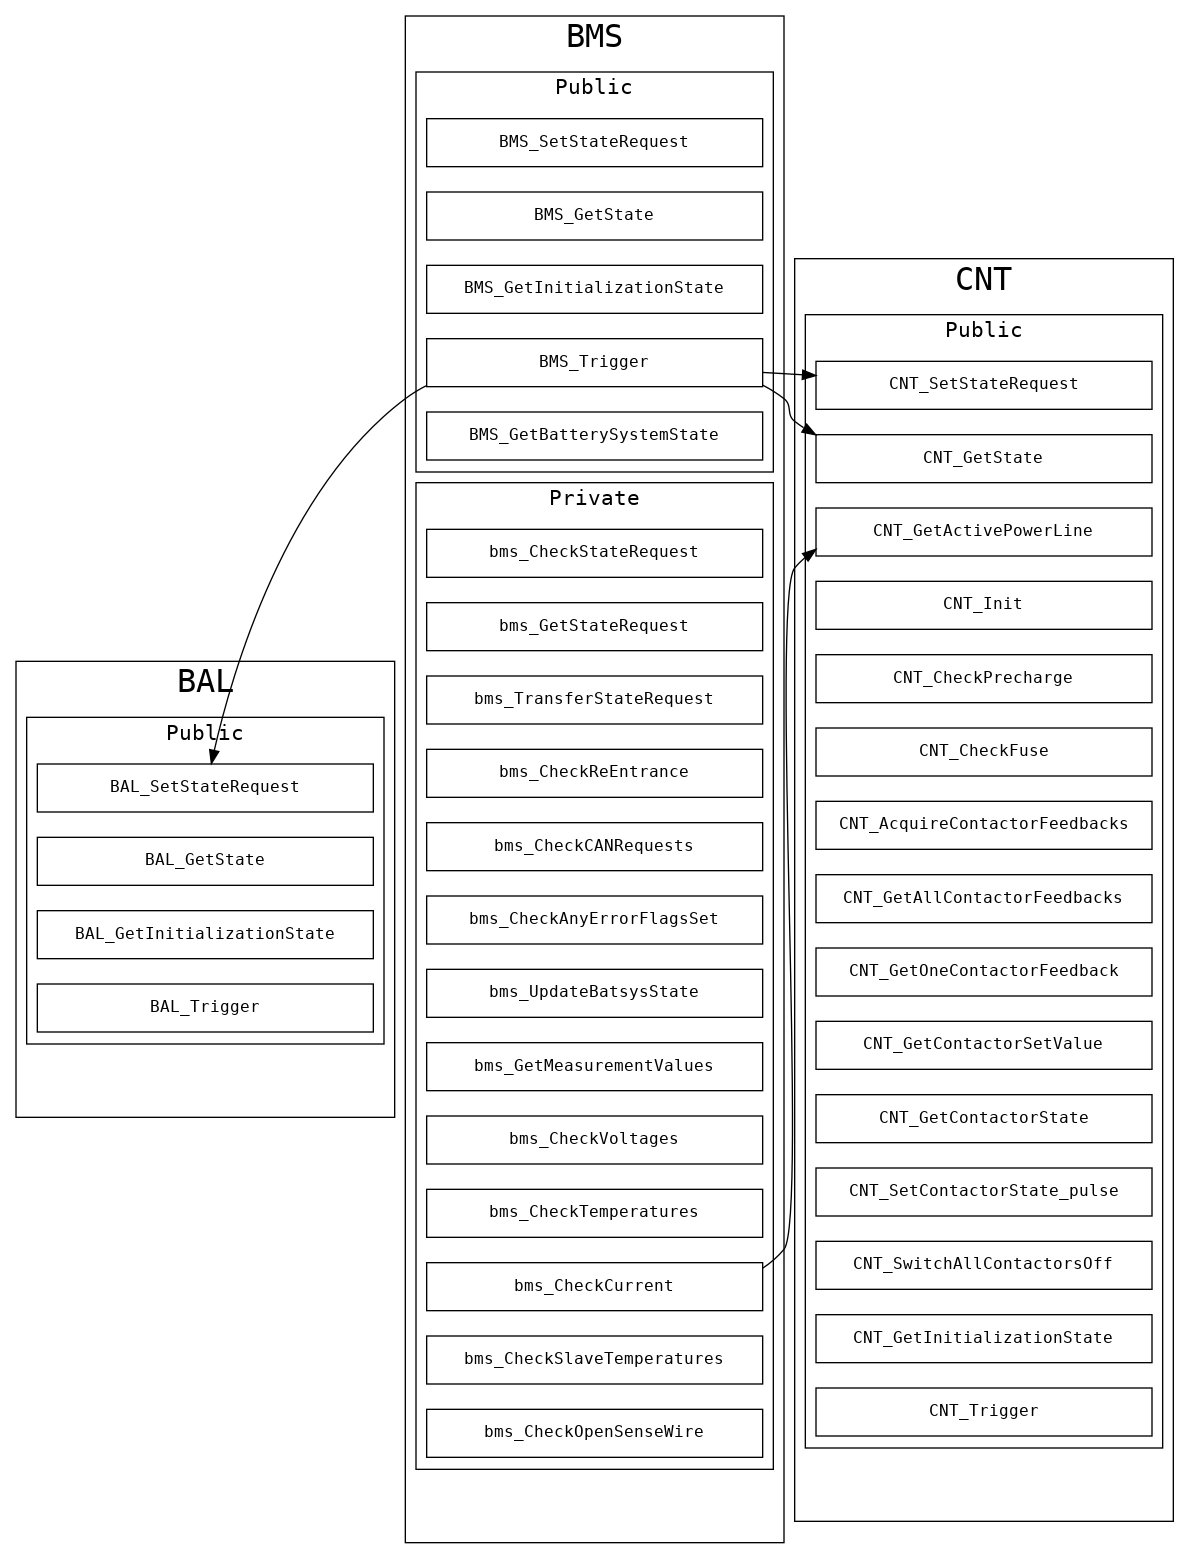 BMS
Public
BMS_SetStateRequest
BMS_GetState
BMS_GetInitializationState
BMS_Trigger
BMS_GetBatterySystemState
Private
bms_CheckStateRequest
bms_GetStateRequest
bms_TransferStateRequest
bms_CheckReEntrance
bms_CheckCANRequests
bms_CheckAnyErrorFlagsSet
bms_UpdateBatsysState
bms_GetMeasurementValues
bms_CheckVoltages
bms_CheckTemperatures
bms_CheckCurrent
bms_CheckSlaveTemperatures
bms_CheckOpenSenseWire
CNT
Public
CNT_SetStateRequest
CNT_GetState
CNT_GetActivePowerLine
CNT_Init
CNT_CheckPrecharge
CNT_CheckFuse
CNT_AcquireContactorFeedbacks
CNT_GetAllContactorFeedbacks
CNT_GetOneContactorFeedback
CNT_GetContactorSetValue
CNT_GetContactorState
CNT_SetContactorState_pulse
CNT_SwitchAllContactorsOff
CNT_GetInitializationState
CNT_Trigger
BAL
Public
BAL_SetStateRequest
BAL_GetState
BAL_GetInitializationState
BAL_Trigger